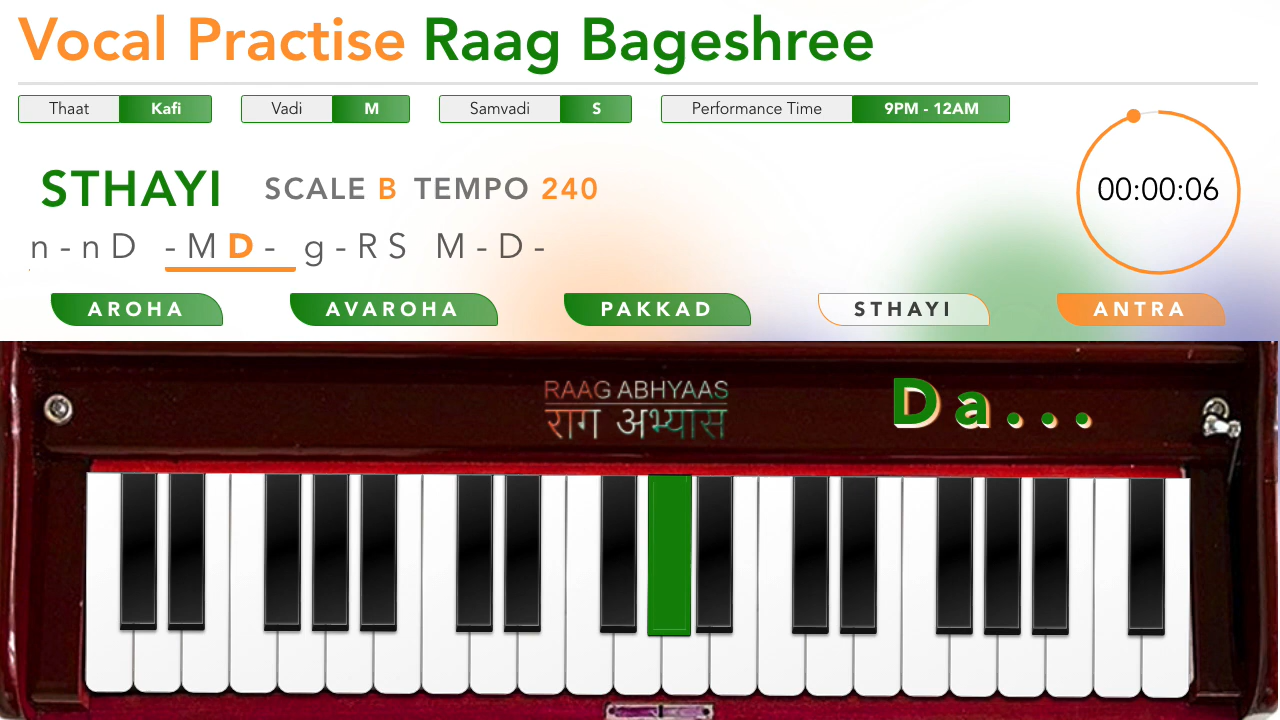 Vocal Practise Raag Bageshree
Thaat Kafi Vadi M Samvadi S Performance Time 9PM - 12AM
00:00:06
STHAYI SCALE B TEMPO 240
n - n D - M D - g - R S M - D -
AROHA AVAROHA PAKKAD STHAYI ANTRA
RAAG ABHYAAS
राग अभ्यास
Da...